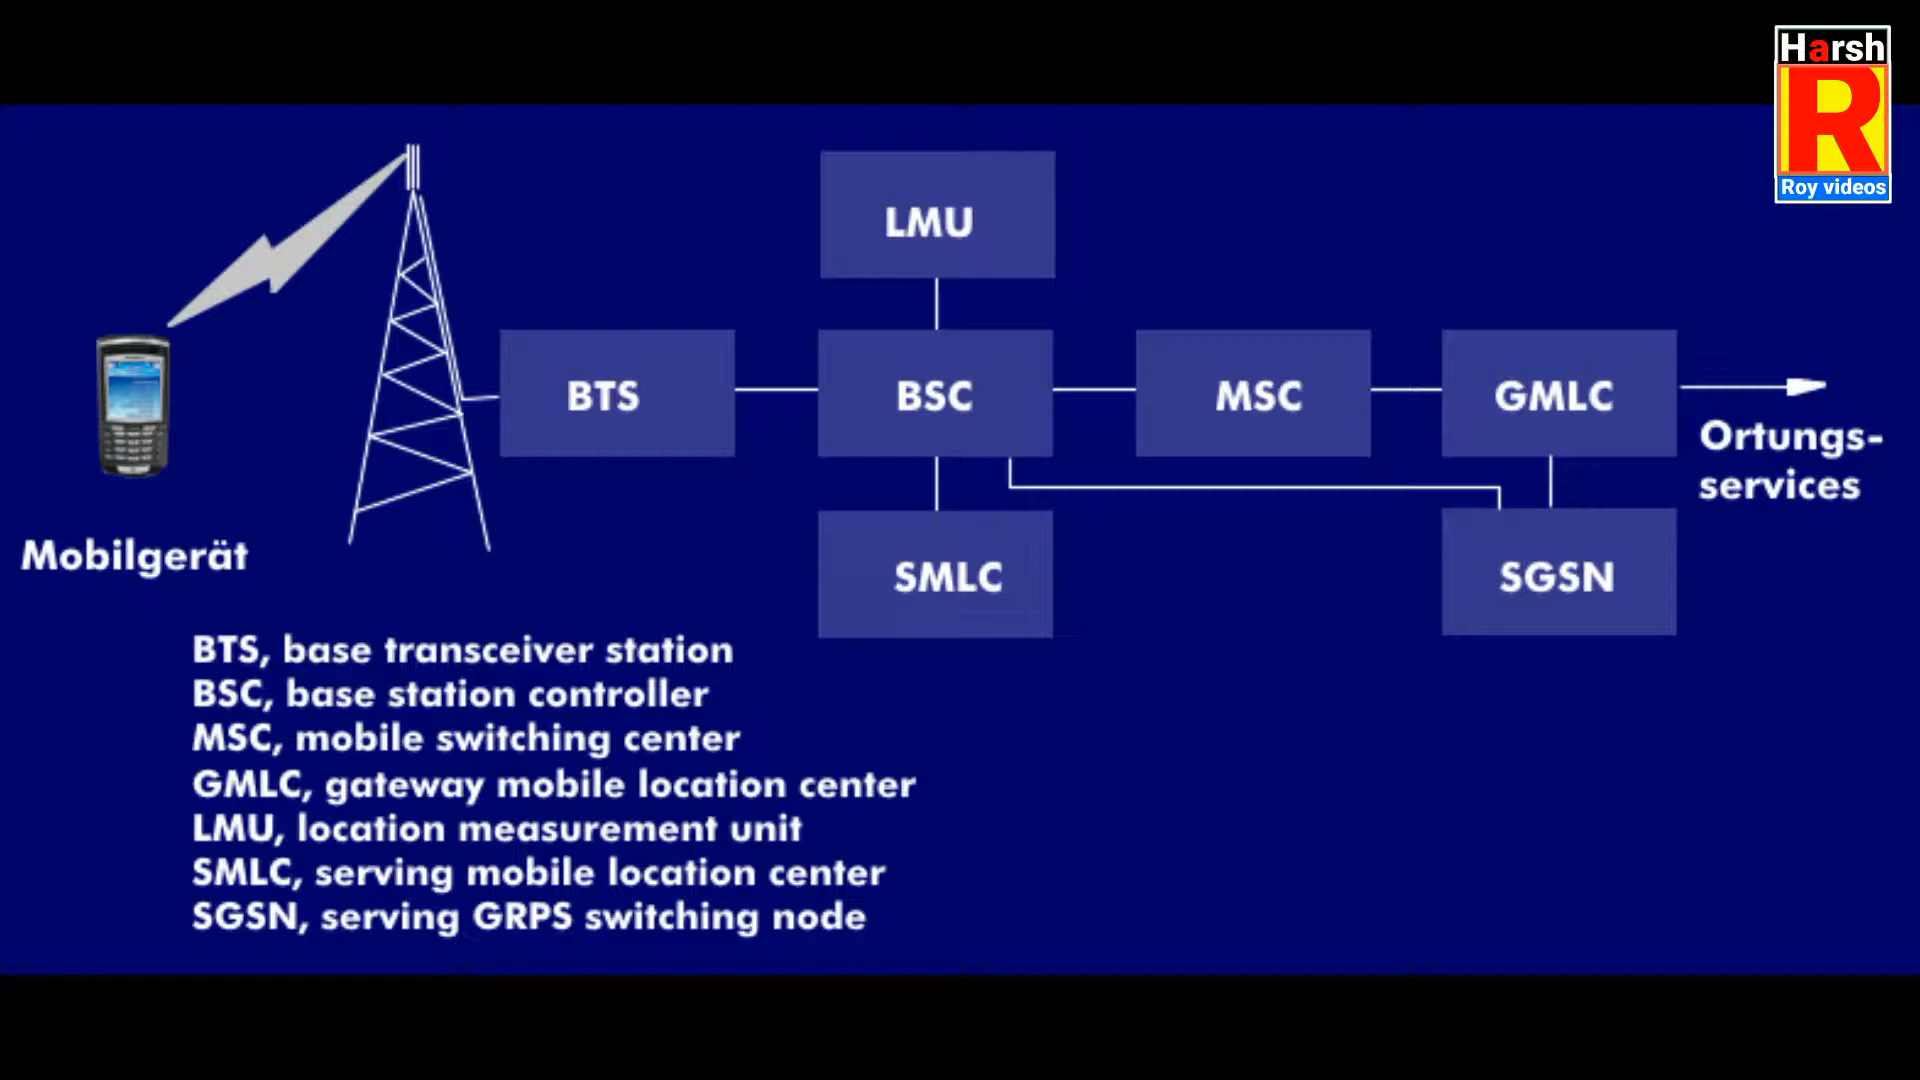 Harsh
R
Roy videos
LMU
BTS
BSC
MSC
GMLC
Ortungs-
services
SMLC
SGSN
Mobilgerät
BTS, base transceiver station
BSC, base station controller
MSC, mobile switching center
GMLC, gateway mobile location center
LMU, location measurement unit
SMLC, serving mobile location center
SGSN, serving GRPS switching node